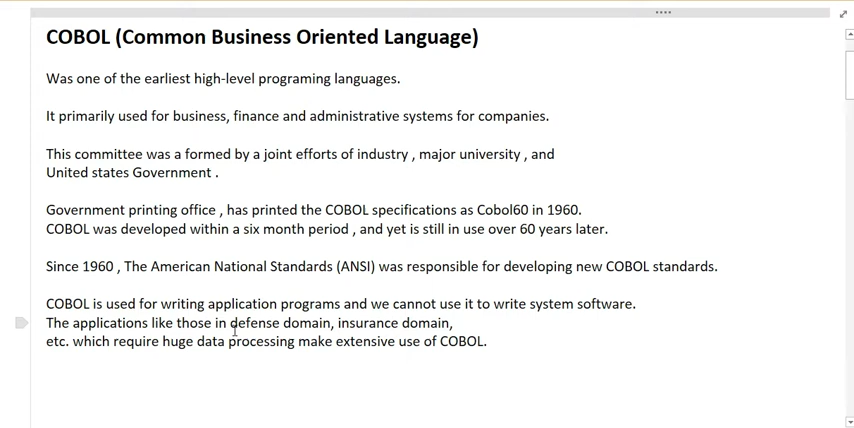 COBOL (Common Business Oriented Language)
Was one of the earliest high-level programing languages.
It primarily used for business, finance and administrative systems for companies.
This committee was a formed by a joint efforts of industry , major university , and
United states Government .
Government printing office , has printed the COBOL specifications as Cobol60 in 1960.
COBOL was developed within a six month period , and yet is still in use over 60 years later.
Since 1960 , The American National Standards (ANSI) was responsible for developing new COBOL standards.
COBOL is used for writing application programs and we cannot use it to write system software.
The applications like those in defense domain, insurance domain,
etc. which require huge data processing make extensive use of COBOL.